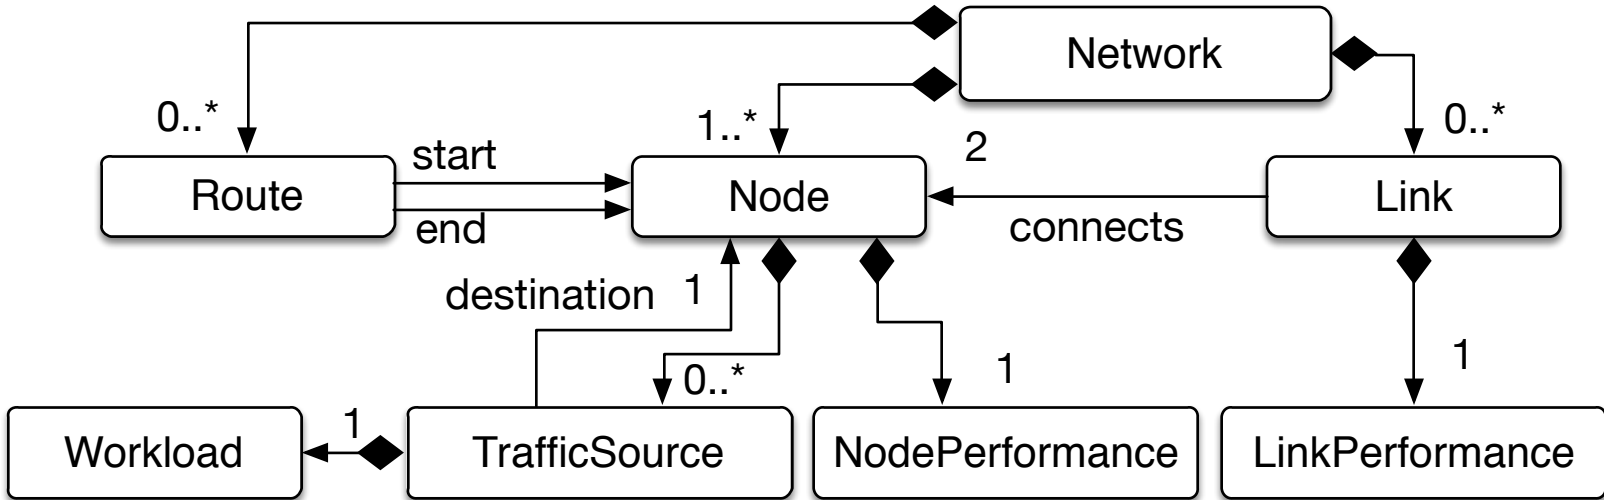 Network
0..*
1..*
2
0..*
start
Route
Node
Link
end
connects
destination
1
0..*
1
1
1
Workload
TrafficSource
NodePerformance
LinkPerformance